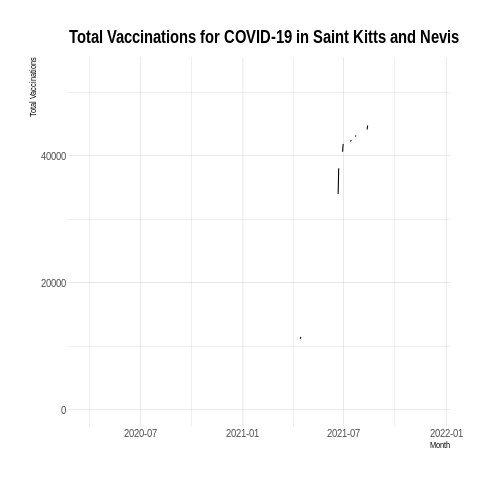 Total Vaccinations for COVID-19 in Saint Kitts and Nevis
Total Vaccinations
40000
20000
0
2020-07
2021-01
2021-07
2022-01
Month